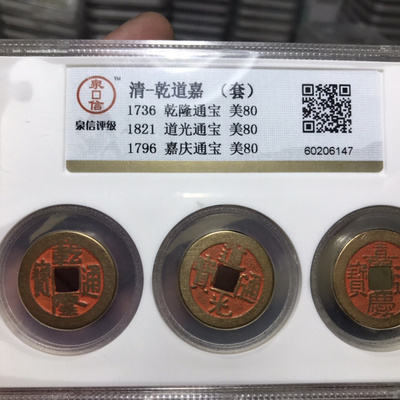 泉信 TM
泉信评级
清-乾道嘉 （套）
1736 乾隆通宝 美80
1821 道光通宝 美80
1796 嘉庆通宝 美80
60206147
乾隆通寶
道光通寶
嘉慶通寶